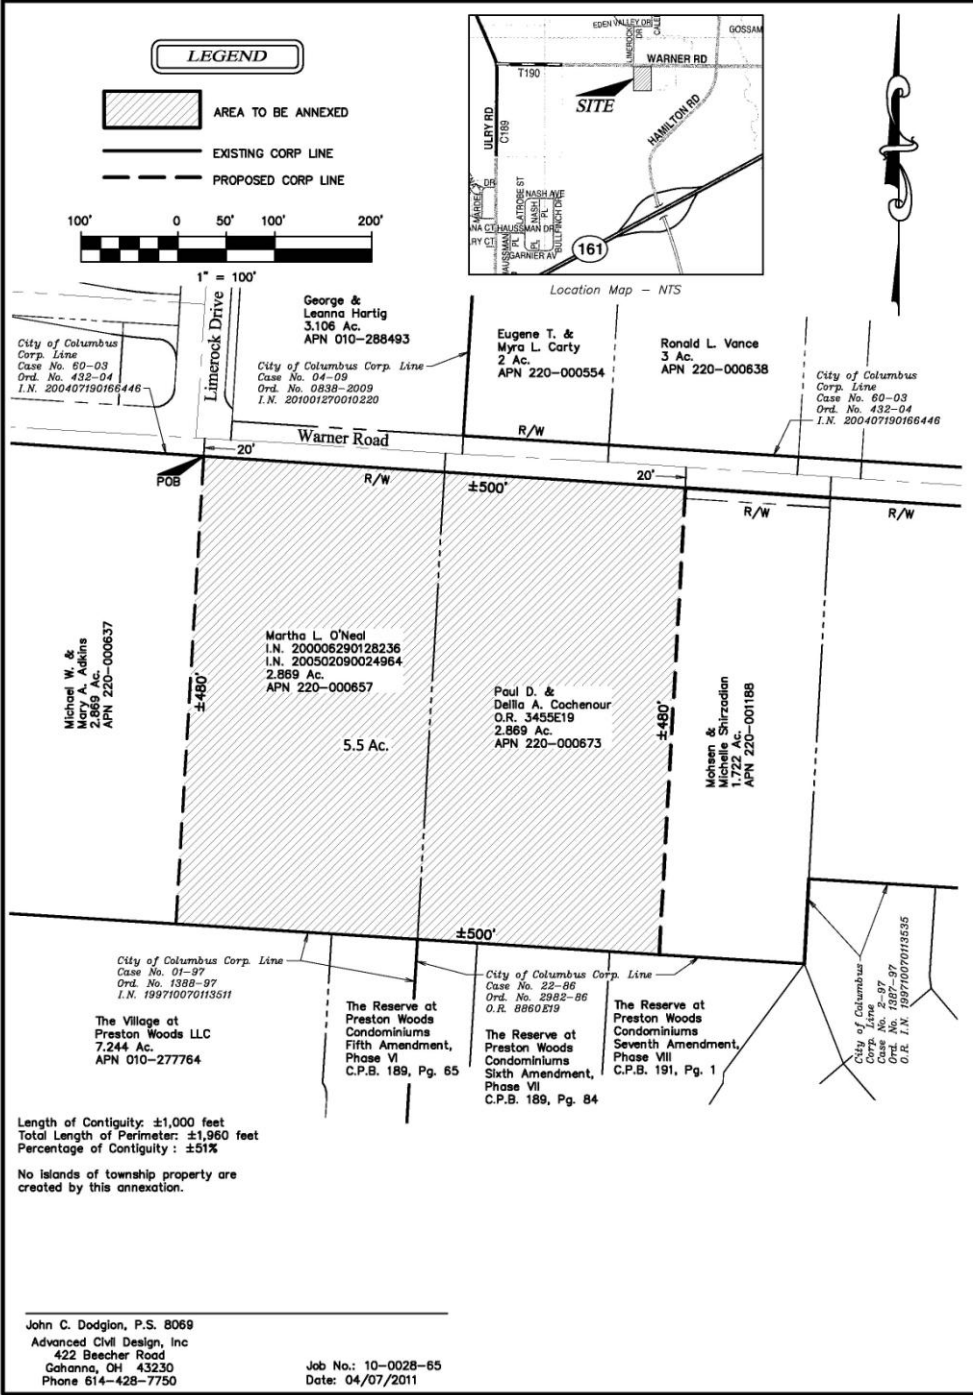 LEGEND
AREA TO BE ANNEXED
EXISTING CORP LINE
PROPOSED CORP LINE
100' 0 50' 100' 200'
1" = 100'
EDEN VALLEY DR
LIMEROCK DR
GOSSAM
WARNER RD
T190
SITE
ULRY RD
C189
HAMILTON RD
DR
LATROBE ST
NASH AVE
NASH PL
BULLFINCH DR
NA CT
HAUSSMAN DR
RY CT
HAUSSMAN PL
PL
GARNIER AV
161
Location Map – NTS
George &
Leanna Hartig
3.106 Ac.
APN 010-288493
Limerock Drive
City of Columbus
Corp. Line
Case No. 60-03
Ord. No. 432-04
I.N. 200407190166446
City of Columbus Corp. Line
Case No. 04-09
Ord. No. 0838-2009
I.N. 201001270010220
Eugene T. &
Myra L. Carty
2 Ac.
APN 220-000554
Ronald L. Vance
3 Ac.
APN 220-000638
City of Columbus
Corp. Line
Case No. 60-03
Ord. No. 432-04
I.N. 200407190166446
Warner Road
R/W
20'
POB
R/W
±500'
20'
R/W
R/W
Michael W. &
Mary A. Adkins
2.869 Ac.
APN 220-000637
±480'
Martha L. O'Neal
I.N. 200006290128236
I.N. 200502090024964
2.869 Ac.
APN 220-000657
5.5 Ac.
Paul D. &
Dellla A. Cochenour
O.R. 3455E19
2.869 Ac.
APN 220-000673
±480'
Mohsen &
Michelle Shirzadian
1.722 Ac.
APN 220-001188
±500'
City of Columbus Corp. Line
Case No. 01-97
Ord. No. 1388-97
I.N. 199710070113511
City of Columbus Corp. Line
Case No. 22-86
Ord. No. 2982-86
O.R. 8860E19
City of Columbus
Corp. Line
Case No. 2-97
Ord. No. 1387-97
O.R. I.N. 199710070113535
The Village at
Preston Woods LLC
7.244 Ac.
APN 010-277764
The Reserve at
Preston Woods
Condominiums
Fifth Amendment,
Phase VI
C.P.B. 189, Pg. 65
The Reserve at
Preston Woods
Condominiums
Sixth Amendment,
Phase VII
C.P.B. 189, Pg. 84
The Reserve at
Preston Woods
Condominiums
Seventh Amendment,
Phase VIII
C.P.B. 191, Pg. 1
Length of Contiguity: ±1,000 feet
Total Length of Perimeter: ±1,960 feet
Percentage of Contiguity : ±51%
No islands of township property are
created by this annexation.
John C. Dodgion, P.S. 8069
Advanced Civil Design, Inc
422 Beecher Road
Gahanna, OH 43230
Phone 614-428-7750
Job No.: 10-0028-65
Date: 04/07/2011